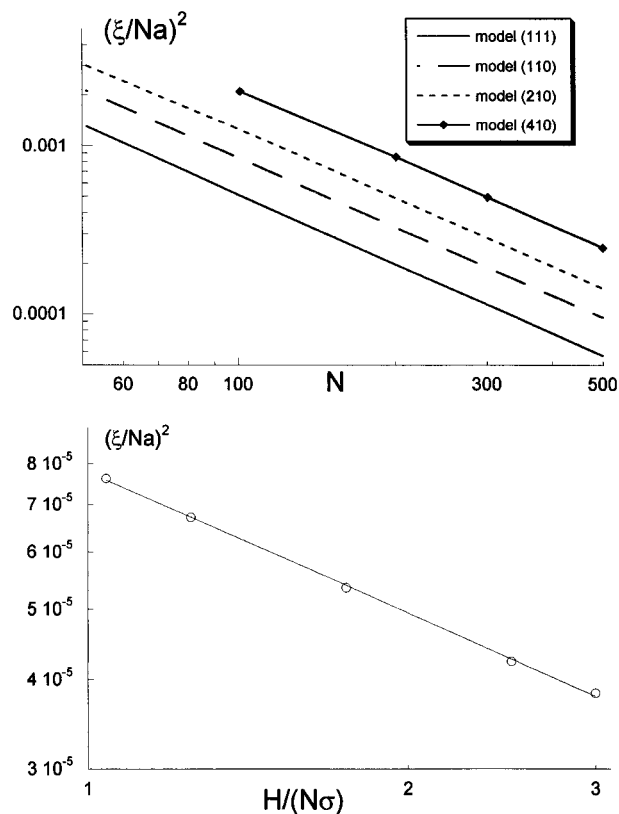 (ξ/Na)²
model (111)
model (110)
model (210)
model (410)
0.001
0.0001
60
80
100
N
300
500
(ξ/Na)²
8 10⁻⁵
7 10⁻⁵
6 10⁻⁵
5 10⁻⁵
4 10⁻⁵
3 10⁻⁵
1
H/(Nσ)
2
3